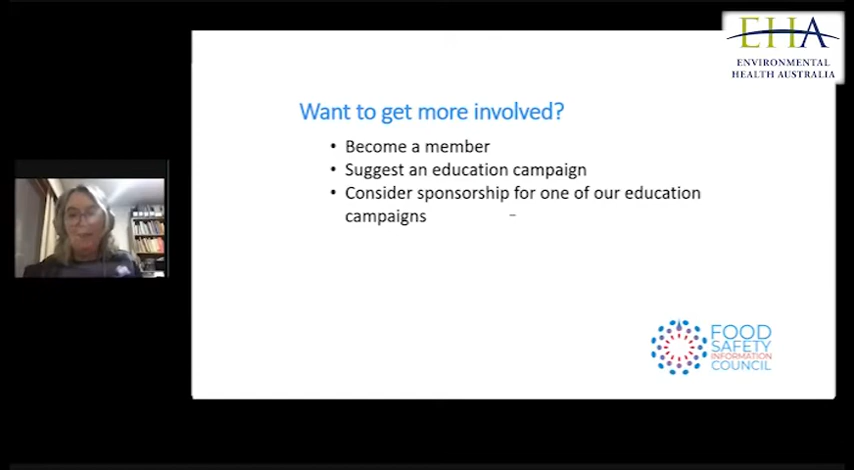 EHA
ENVIRONMENTAL
HEALTH AUSTRALIA
Want to get more involved?
• Become a member
• Suggest an education campaign
• Consider sponsorship for one of our education
campaigns
FOOD
SAFETY
INFORMATION
COUNCIL